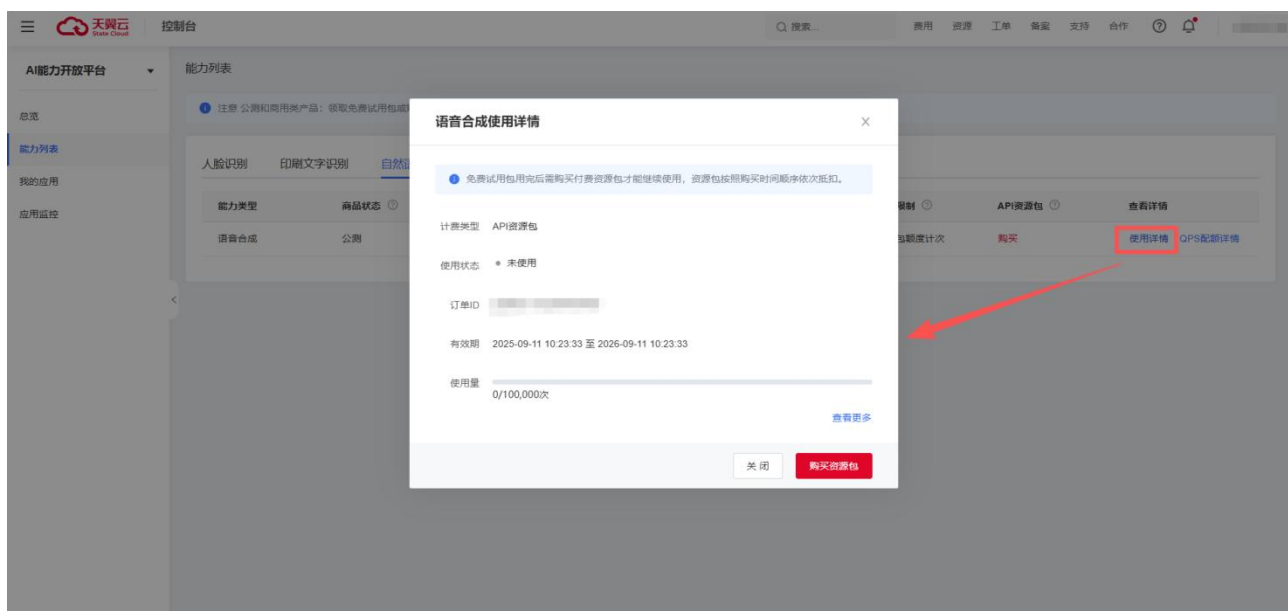 天翼云 控制台 搜索... 费用 资源 工单 备案 支持 合作
State Cloud
AI能力开放平台
总览
能力列表
我的应用
应用监控
能力列表
注意 公测和商用类产品：领取免费试用包或
人脸识别 印刷文字识别 自然
能力类型 商品状态 限制 API资源包 查看详情
语音合成 公测 包额度计次 购买 使用详情 QPS配额详情
语音合成使用详情
免费试用包用完后需购买付费资源包才能继续使用，资源包按照购买时间顺序依次抵扣。
计费类型 API资源包
使用状态 未使用
订单ID
有效期 2025-09-11 10:23:33 至 2026-09-11 10:23:33
使用量
0/100,000次
查看更多
关闭 购买资源包